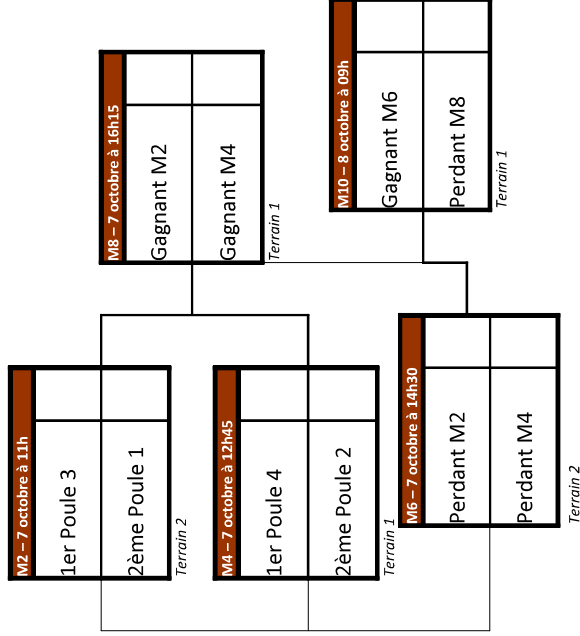 M2 – 7 octobre à 11h
1er Poule 3
2ème Poule 1
Terrain 2
M4 – 7 octobre à 12h45
1er Poule 4
2ème Poule 2
Terrain 1
M6 – 7 octobre à 14h30
Perdant M2
Perdant M4
Terrain 2
M8 – 7 octobre à 16h15
Gagnant M2
Gagnant M4
Terrain 1
M10 – 8 octobre à 09h
Gagnant M6
Perdant M8
Terrain 1